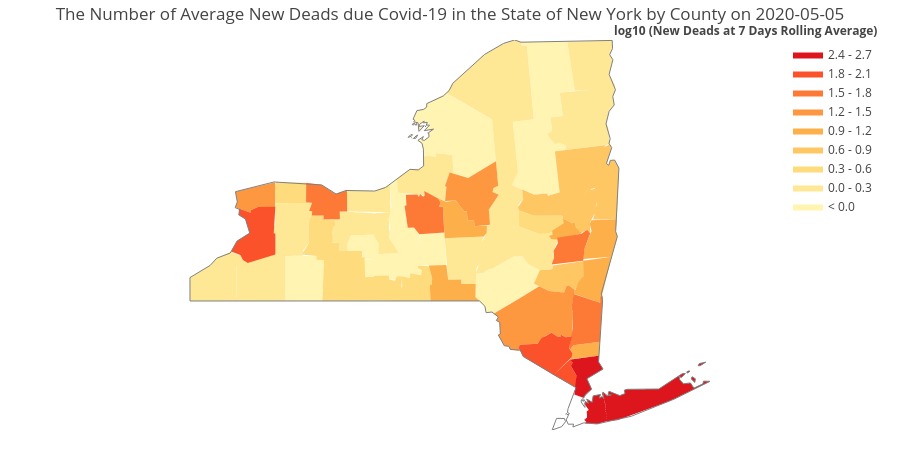 The Number of Average New Deads due Covid-19 in the State of New York by County on 2020-05-05
log10 (New Deads at 7 Days Rolling Average)
2.4 - 2.7
1.8 - 2.1
1.5 - 1.8
1.2 - 1.5
0.9 - 1.2
0.6 - 0.9
0.3 - 0.6
0.0 - 0.3
< 0.0